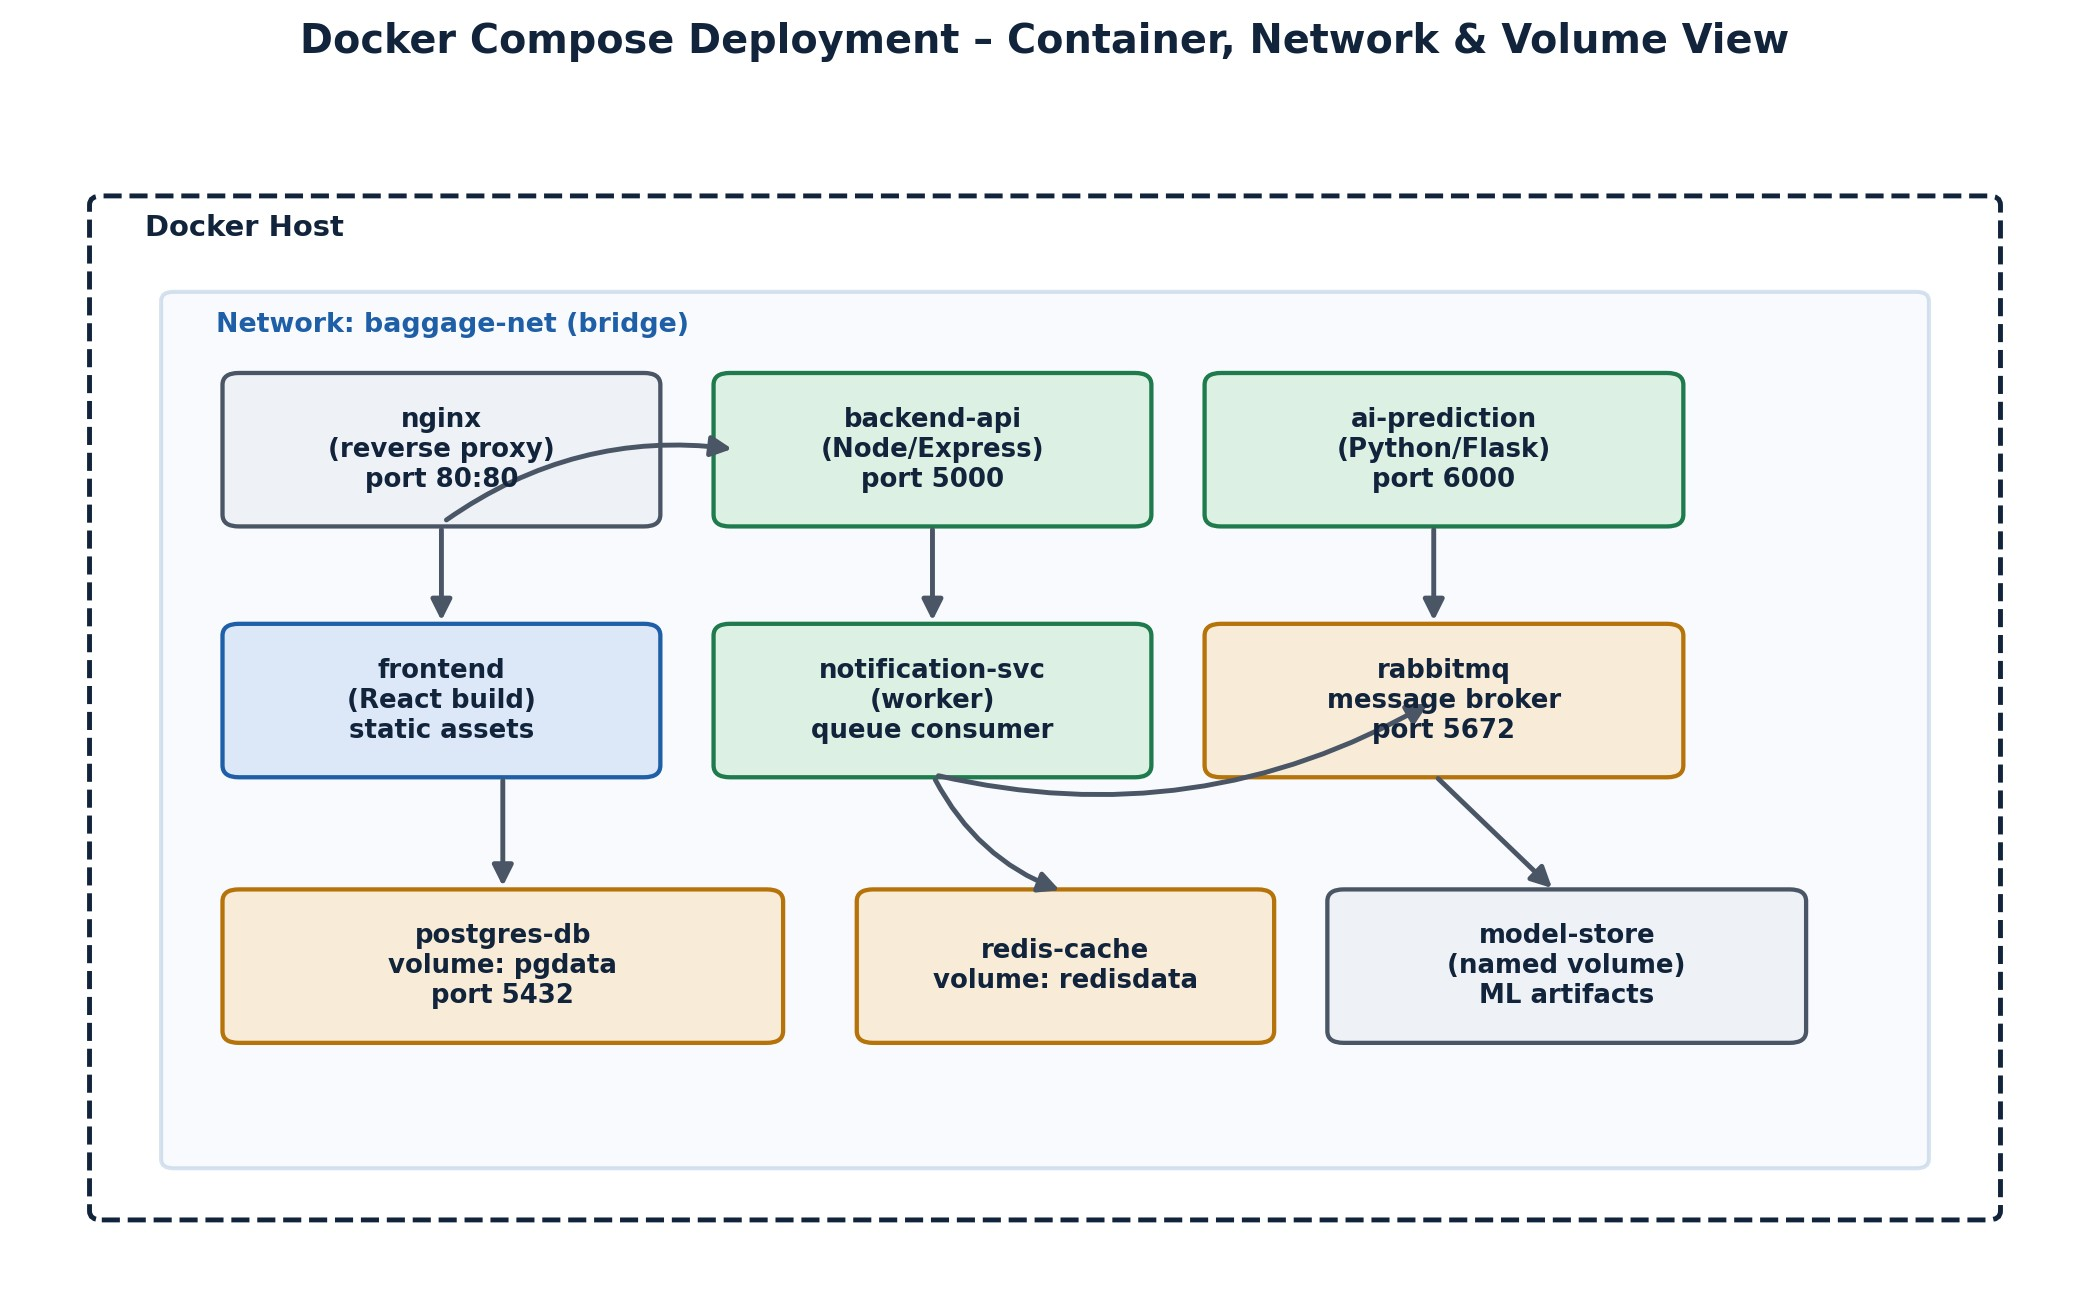 Docker Compose Deployment – Container, Network & Volume View
Docker Host
Network: baggage-net (bridge)
nginx
(reverse proxy)
port 80:80
backend-api
(Node/Express)
port 5000
ai-prediction
(Python/Flask)
port 6000
frontend
(React build)
static assets
notification-svc
(worker)
queue consumer
rabbitmq
message broker
port 5672
postgres-db
volume: pgdata
port 5432
redis-cache
volume: redisdata
model-store
(named volume)
ML artifacts